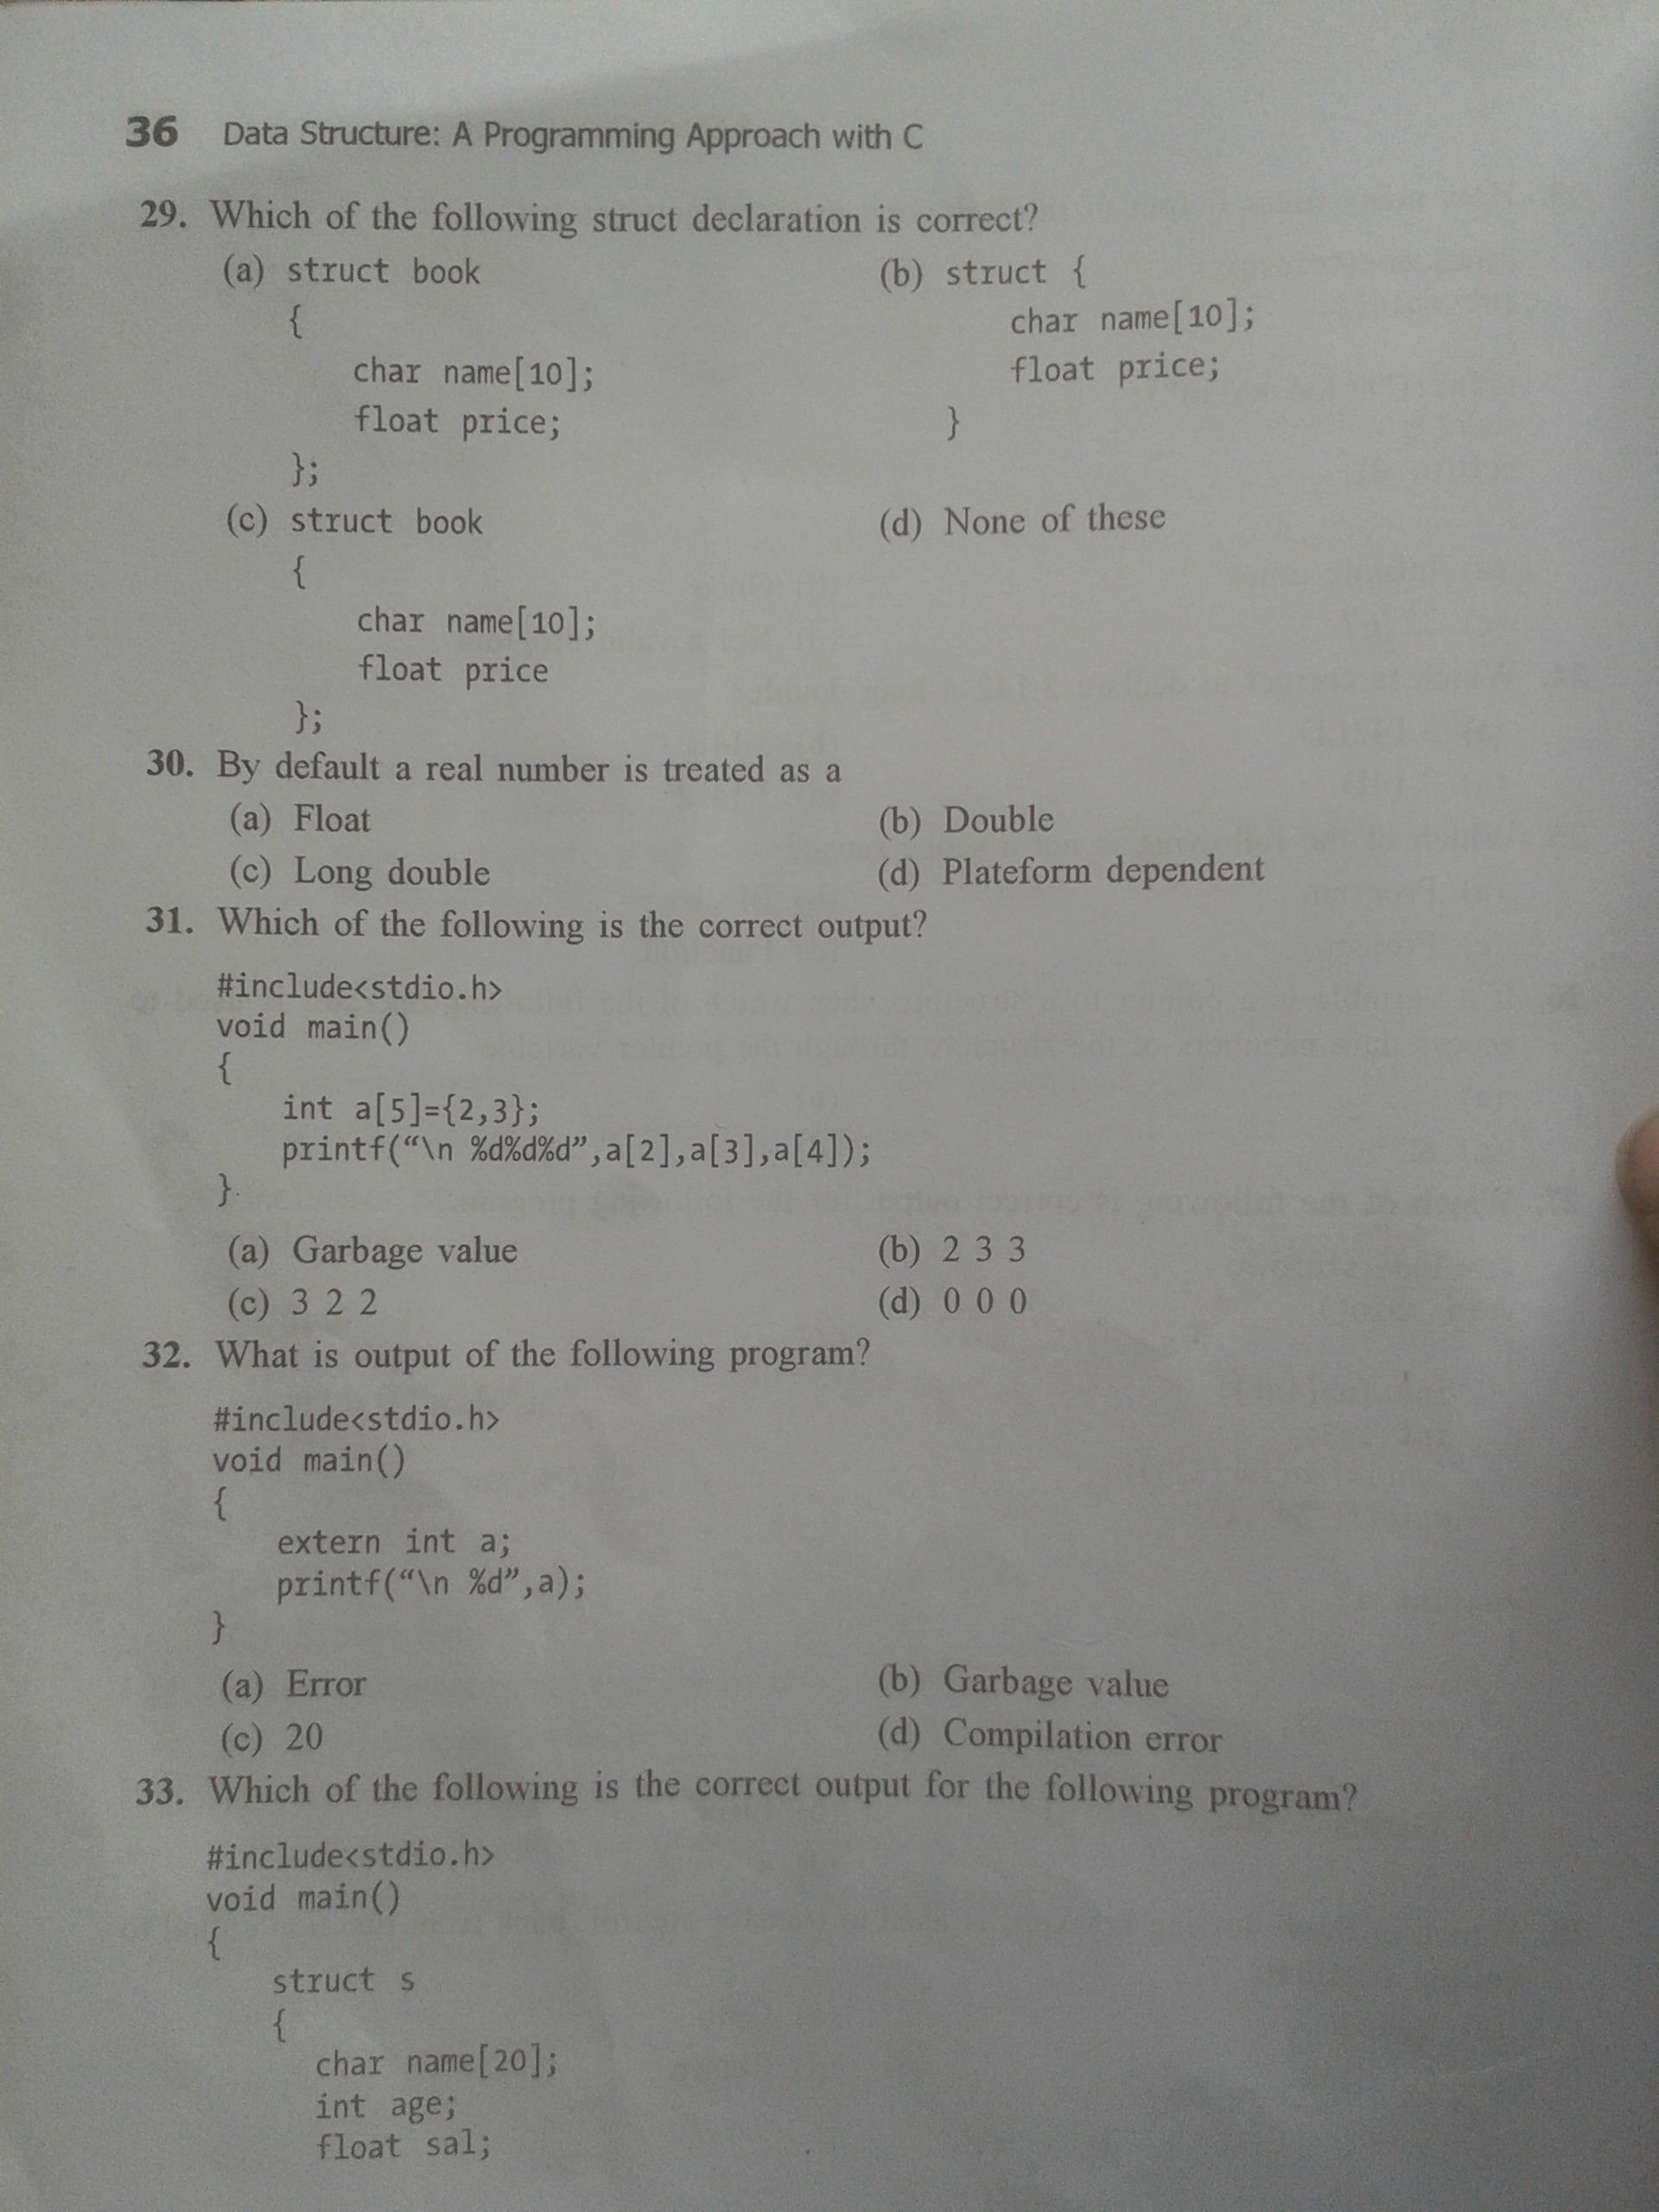 36 Data Structure: A Programming Approach with C
29. Which of the following struct declaration is correct?
(a) struct book
{
char name[10];
float price;
};
(b) struct {
char name[10];
float price;
}
(c) struct book
{
char name[10];
float price
};
(d) None of these
30. By default a real number is treated as a
(a) Float (b) Double
(c) Long double (d) Plateform dependent
31. Which of the following is the correct output?
#include<stdio.h>
void main()
{
int a[5]={2,3};
printf(“\n %d%d%d”,a[2],a[3],a[4]);
}
(a) Garbage value (b) 2 3 3
(c) 3 2 2 (d) 0 0 0
32. What is output of the following program?
#include<stdio.h>
void main()
{
extern int a;
printf(“\n %d”,a);
}
(a) Error (b) Garbage value
(c) 20 (d) Compilation error
33. Which of the following is the correct output for the following program?
#include<stdio.h>
void main()
{
struct s
{
char name[20];
int age;
float sal;